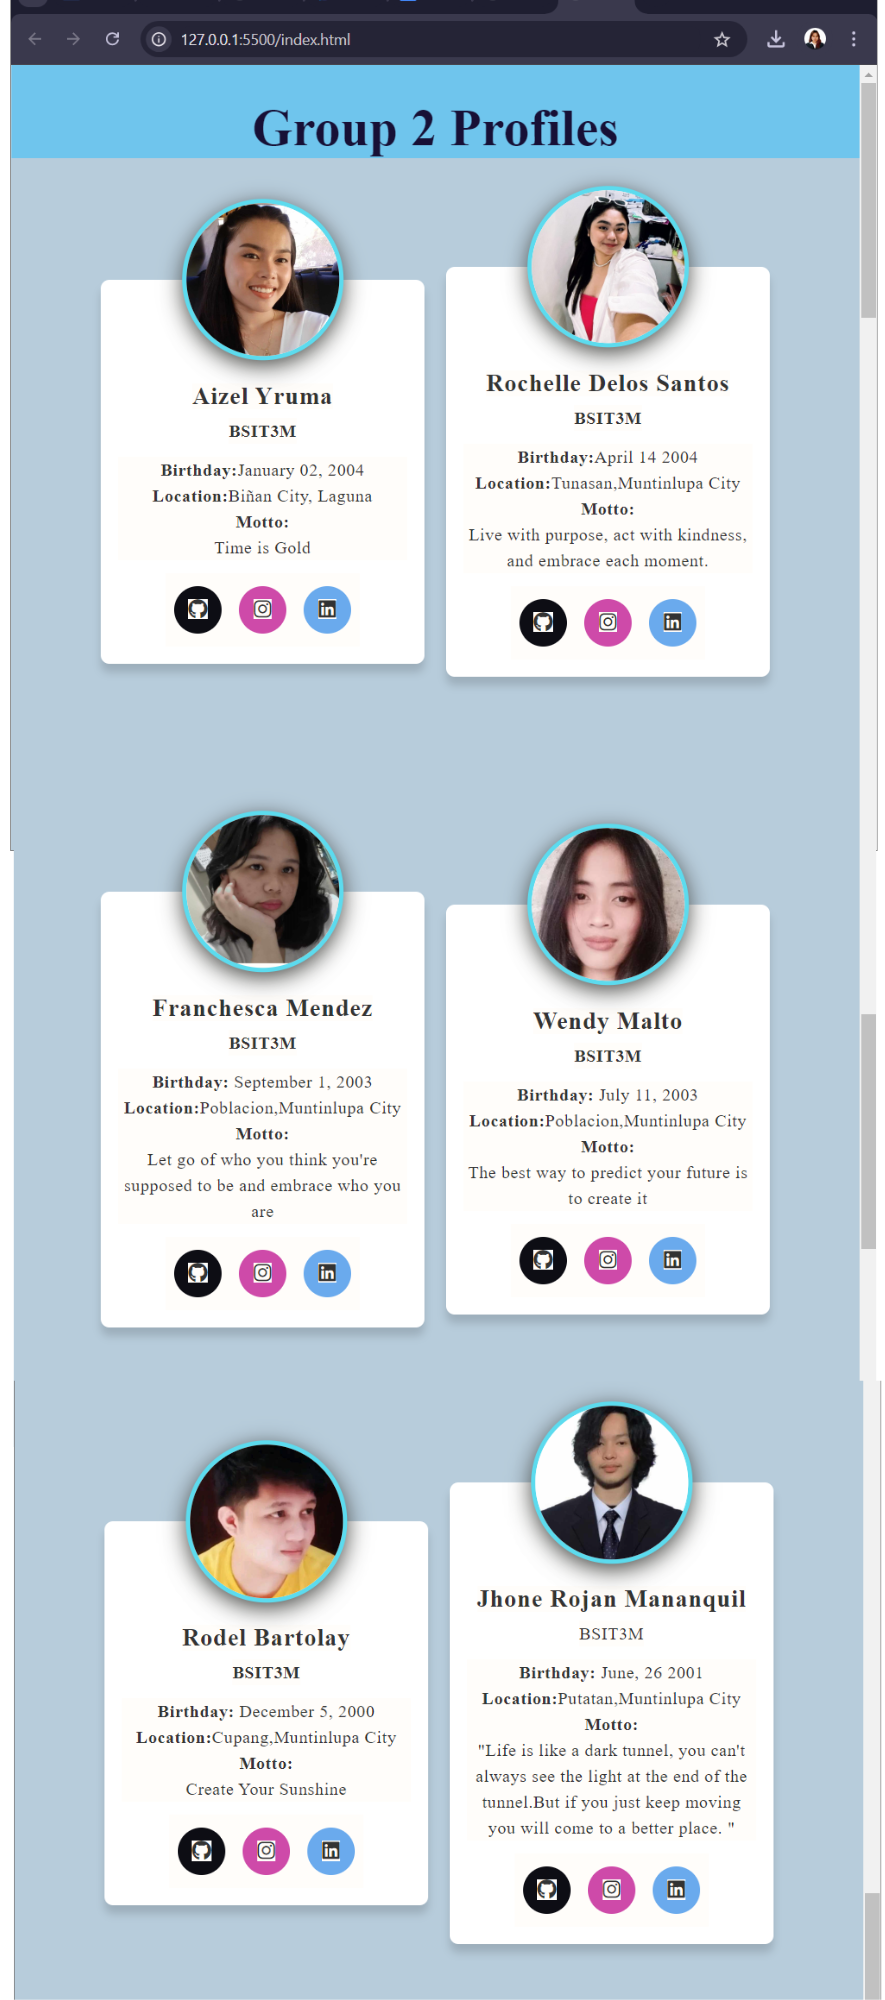 127.0.0.1:5500/index.html
Group 2 Profiles
Aizel Yruma
BSIT3M
Birthday:January 02, 2004
Location:Biñan City, Laguna
Motto:
Time is Gold
Rochelle Delos Santos
BSIT3M
Birthday:April 14 2004
Location:Tunasan,Muntinlupa City
Motto:
Live with purpose, act with kindness,
and embrace each moment.
Franchesca Mendez
BSIT3M
Birthday: September 1, 2003
Location:Poblacion,Muntinlupa City
Motto:
Let go of who you think you're
supposed to be and embrace who you
are
Wendy Malto
BSIT3M
Birthday: July 11, 2003
Location:Poblacion,Muntinlupa City
Motto:
The best way to predict your future is
to create it
Rodel Bartolay
BSIT3M
Birthday: December 5, 2000
Location:Cupang,Muntinlupa City
Motto:
Create Your Sunshine
Jhone Rojan Mananquil
BSIT3M
Birthday: June, 26 2001
Location:Putatan,Muntinlupa City
Motto:
"Life is like a dark tunnel, you can't
always see the light at the end of the
tunnel.But if you just keep moving
you will come to a better place. "